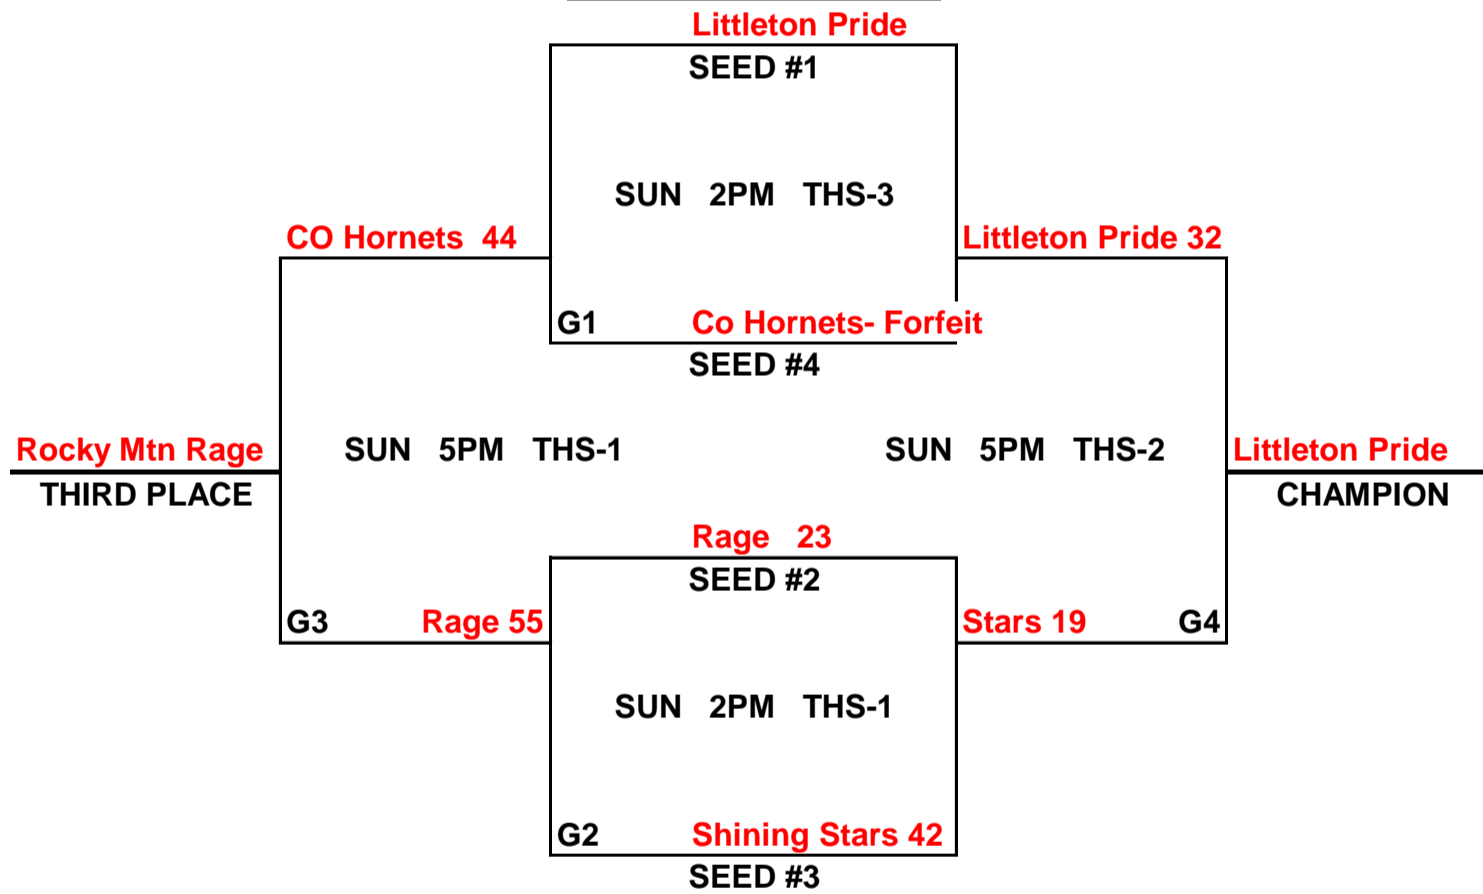 Littleton Pride
SEED #1
SUN 2PM THS-3
CO Hornets 44
Littleton Pride 32
G1 Co Hornets- Forfeit
SEED #4
Rocky Mtn Rage
SUN 5PM THS-1
SUN 5PM THS-2
Littleton Pride
THIRD PLACE
CHAMPION
Rage 23
SEED #2
G3 Rage 55
Stars 19 G4
SUN 2PM THS-1
G2 Shining Stars 42
SEED #3